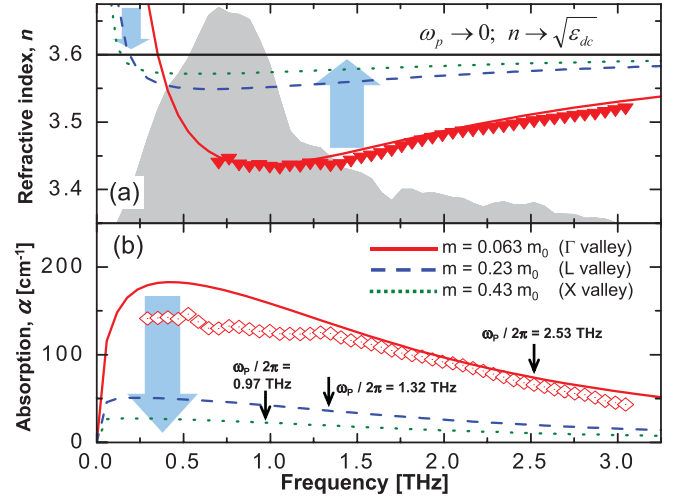 ωp → 0; n → √εdc
3.6
3.5
3.4
Refractive index, n
(a)
(b)
m = 0.063 m0 (Γ valley)
m = 0.23 m0 (L valley)
m = 0.43 m0 (X valley)
200
150
100
50
0
Absorption, α [cm-1]
ωP / 2π = 2.53 THz
ωP / 2π =
0.97 THz
ωP / 2π = 1.32 THz
0.0 0.5 1.0 1.5 2.0 2.5 3.0
Frequency [THz]